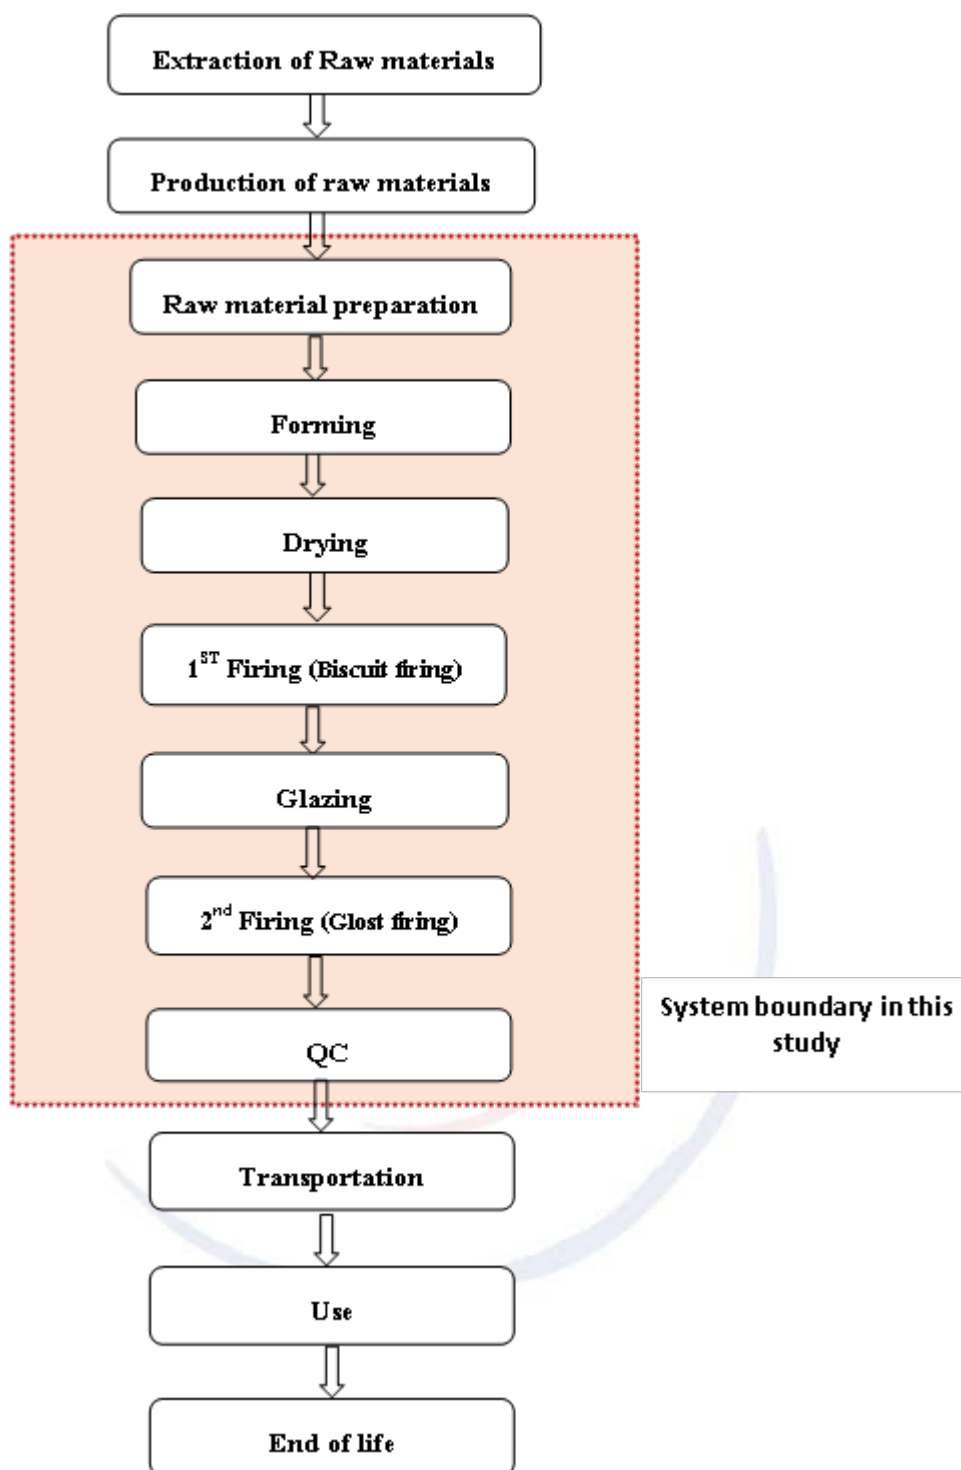 Extraction of Raw materials
Production of raw materials
Raw material preparation
Forming
Drying
1ST Firing (Biscuit firing)
Glazing
2nd Firing (Glost firing)
QC
System boundary in this
study
Transportation
Use
End of life